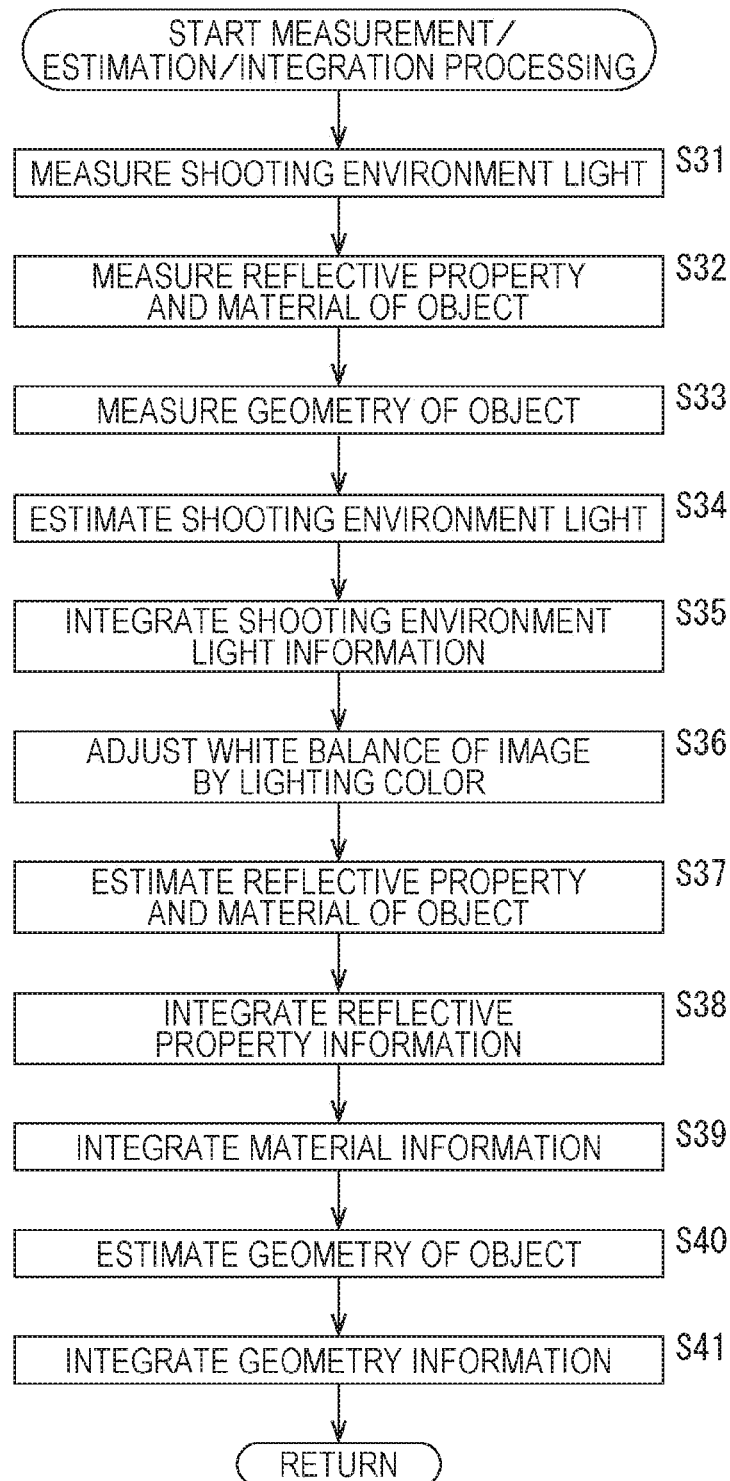 START MEASUREMENT/
ESTIMATION/INTEGRATION PROCESSING
MEASURE SHOOTING ENVIRONMENT LIGHT
S31
MEASURE REFLECTIVE PROPERTY
AND MATERIAL OF OBJECT
S32
MEASURE GEOMETRY OF OBJECT
S33
ESTIMATE SHOOTING ENVIRONMENT LIGHT
S34
INTEGRATE SHOOTING ENVIRONMENT
LIGHT INFORMATION
S35
ADJUST WHITE BALANCE OF IMAGE
BY LIGHTING COLOR
S36
ESTIMATE REFLECTIVE PROPERTY
AND MATERIAL OF OBJECT
S37
INTEGRATE REFLECTIVE
PROPERTY INFORMATION
S38
INTEGRATE MATERIAL INFORMATION
S39
ESTIMATE GEOMETRY OF OBJECT
S40
INTEGRATE GEOMETRY INFORMATION
S41
RETURN